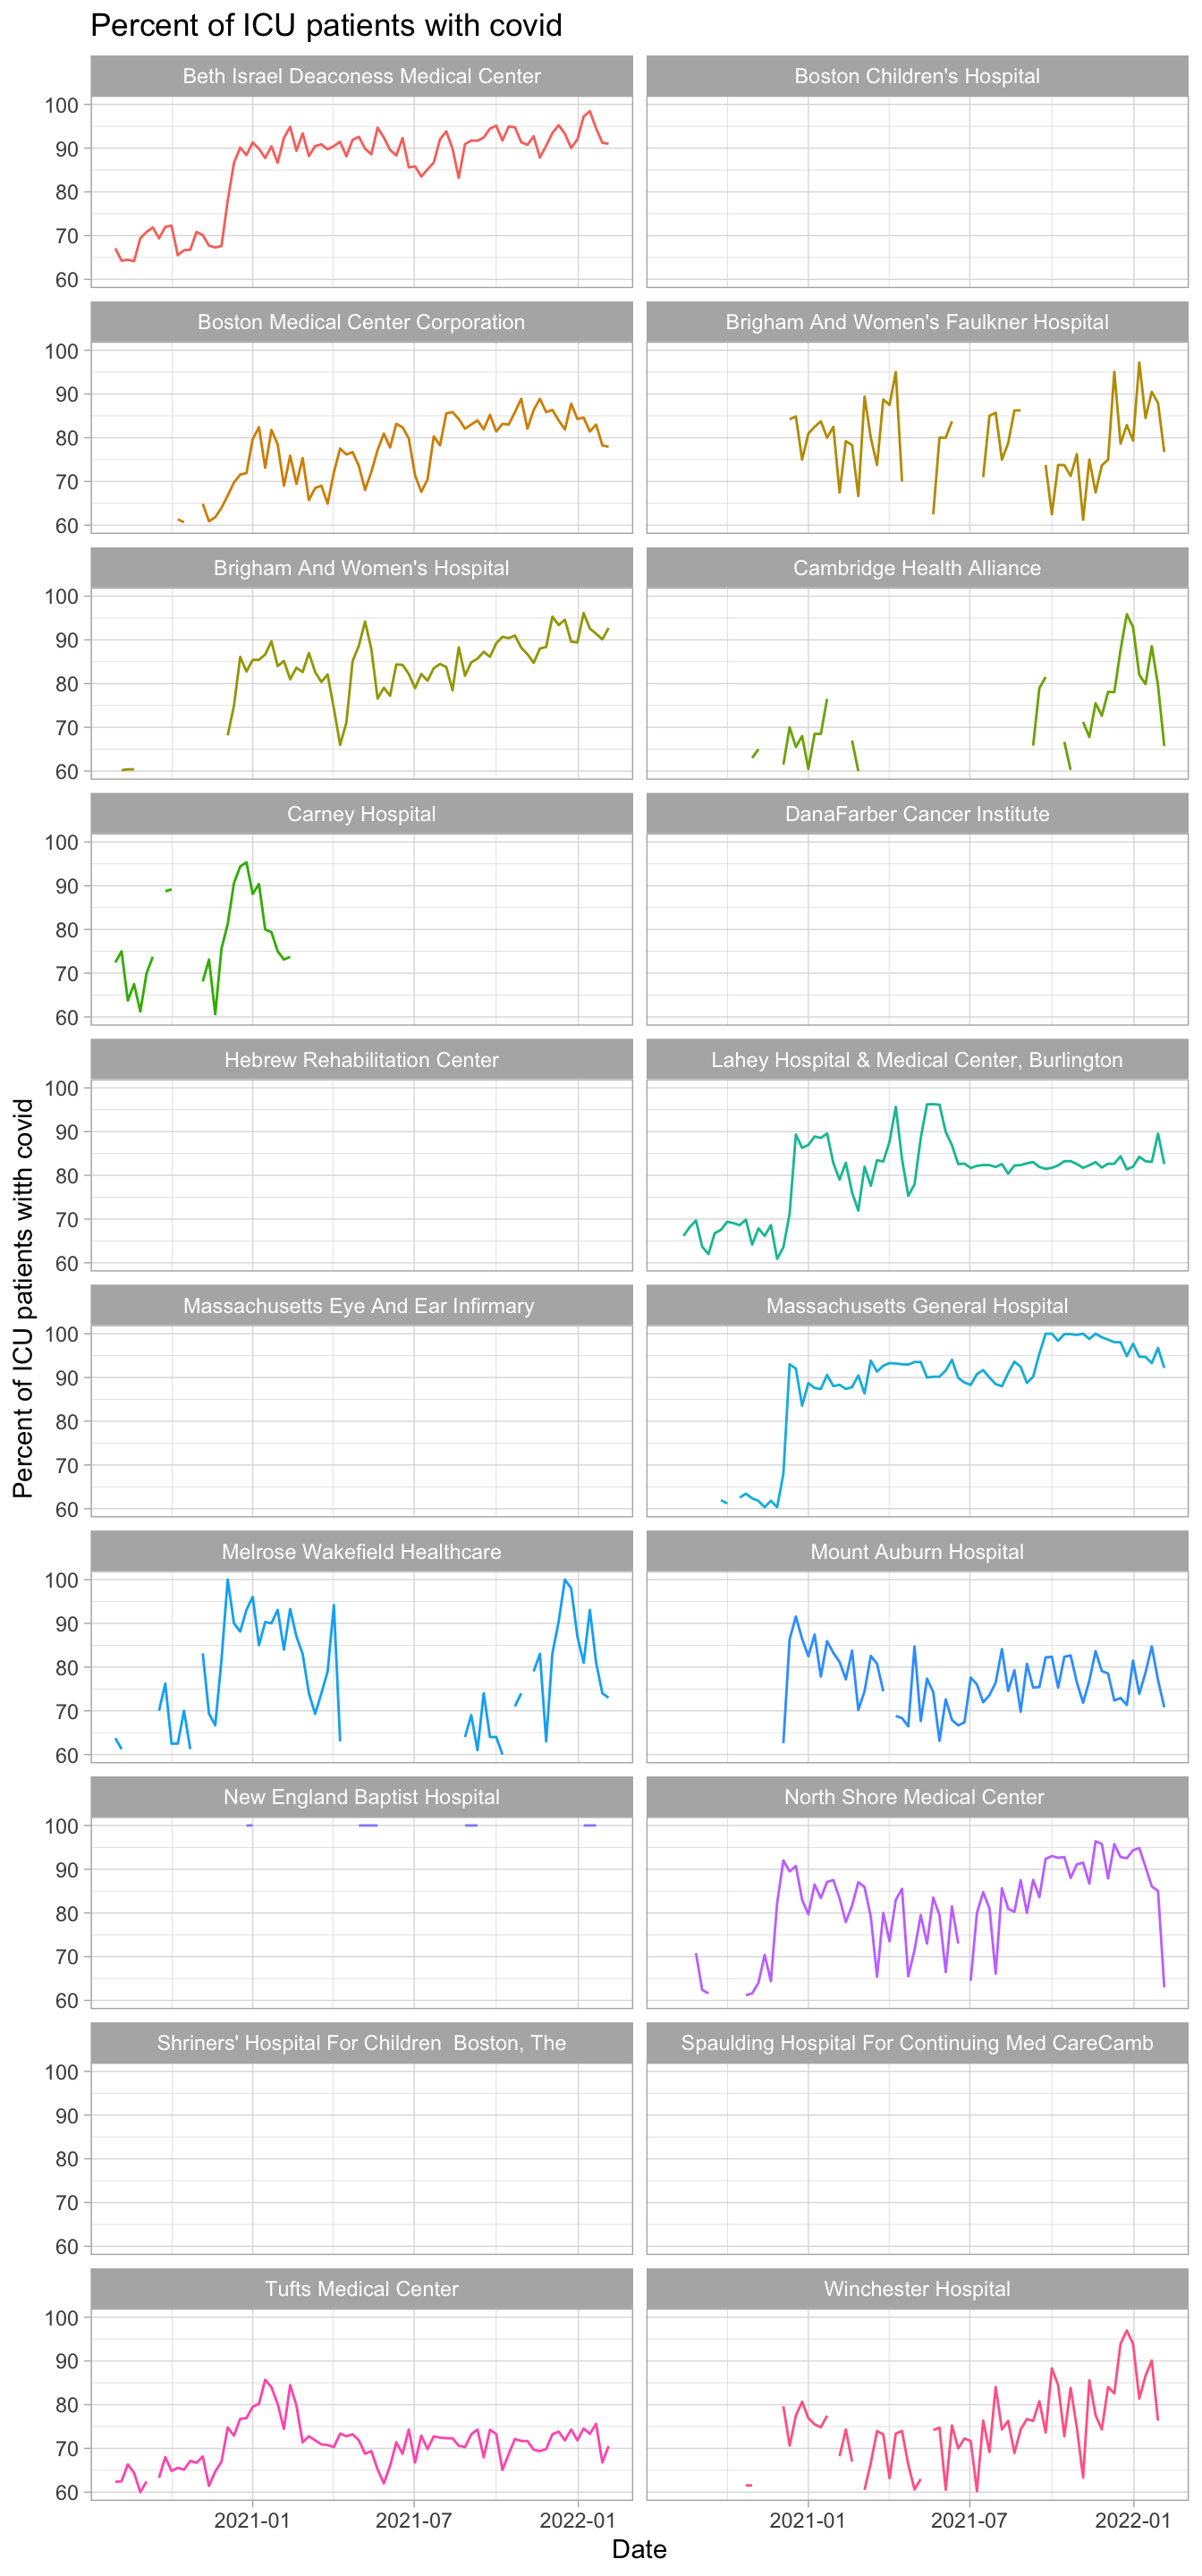 Percent of ICU patients with covid
Beth Israel Deaconess Medical Center
Boston Children's Hospital
100
90
80
70
60
Boston Medical Center Corporation
Brigham And Women's Faulkner Hospital
100
90
80
70
60
Brigham And Women's Hospital
Cambridge Health Alliance
100
90
80
70
60
Carney Hospital
DanaFarber Cancer Institute
100
90
80
70
60
Hebrew Rehabilitation Center
Lahey Hospital & Medical Center, Burlington
100
90
80
70
60
Massachusetts Eye And Ear Infirmary
Massachusetts General Hospital
100
90
80
70
60
Melrose Wakefield Healthcare
Mount Auburn Hospital
100
90
80
70
60
New England Baptist Hospital
North Shore Medical Center
100
90
80
70
60
Shriners' Hospital For Children  Boston, The
Spaulding Hospital For Continuing Med CareCamb
100
90
80
70
60
Tufts Medical Center
Winchester Hospital
100
90
80
70
60
2021-01
2021-07
2022-01
2021-01
2021-07
2022-01
Date
Percent of ICU patients with covid